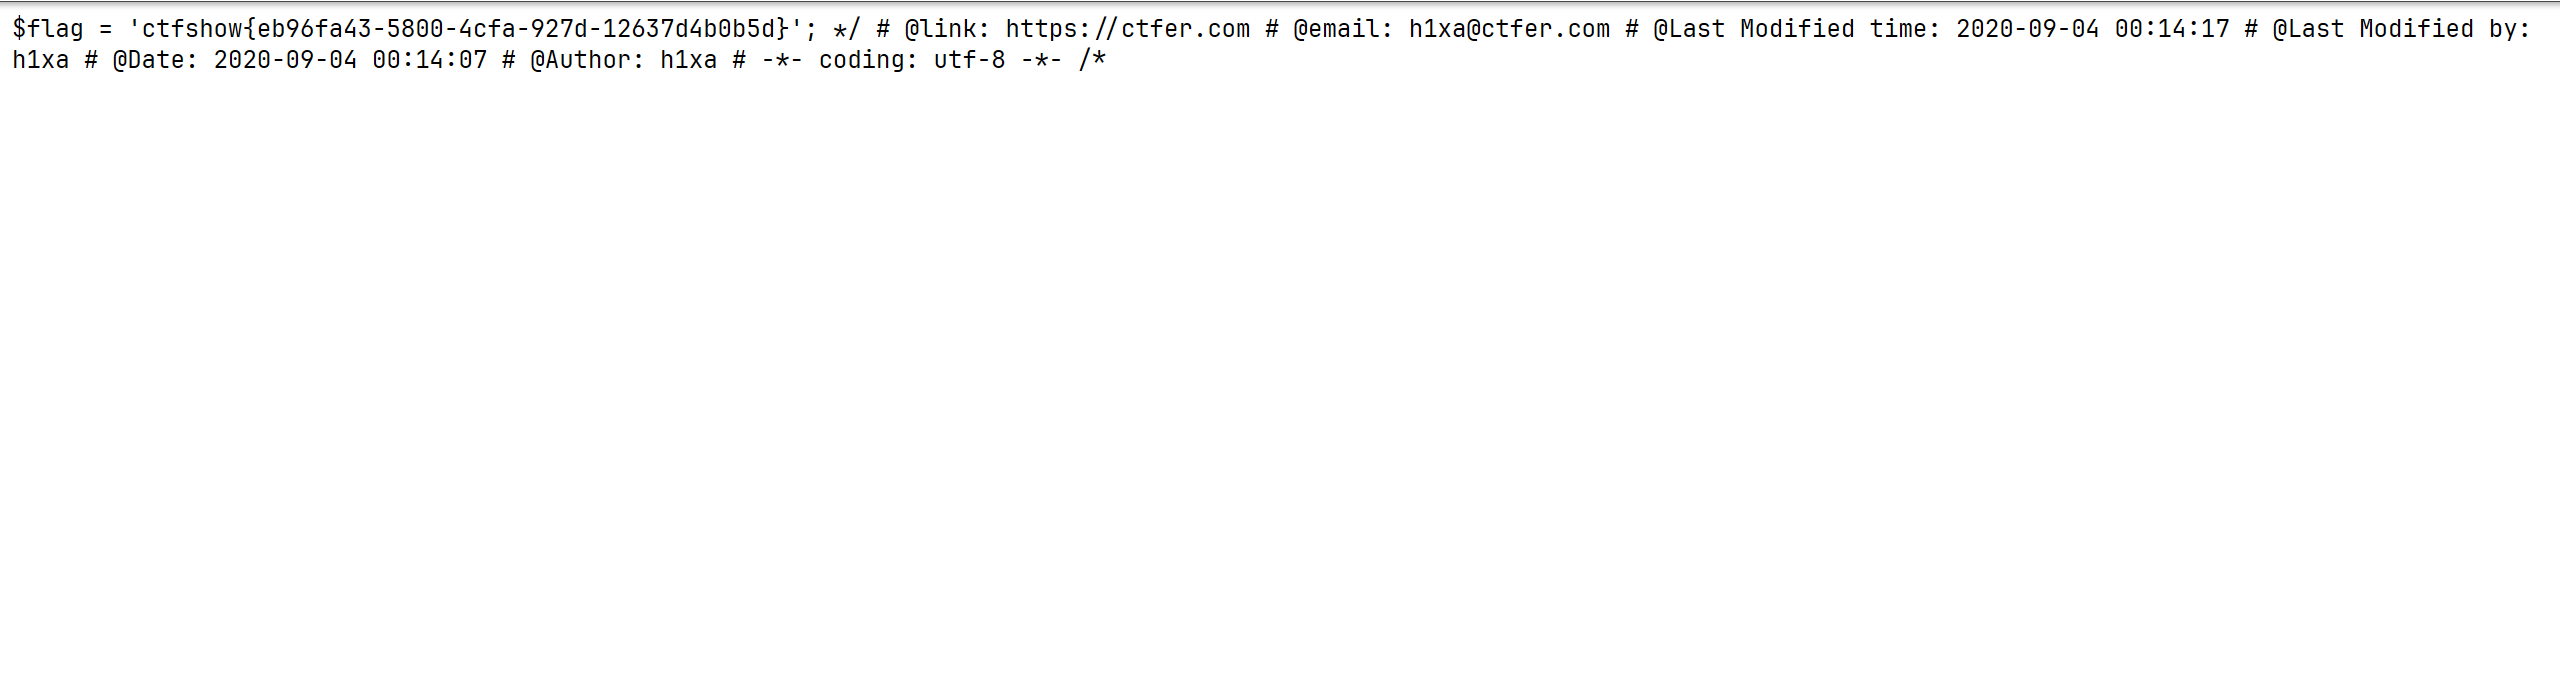 $flag = 'ctfshow{eb96fa43-5800-4cfa-927d-12637d4b0b5d}'; */ # @link: https://ctfer.com # @email: h1xa@ctfer.com # @Last Modified time: 2020-09-04 00:14:17 # @Last Modified by:
h1xa # @Date: 2020-09-04 00:14:07 # @Author: h1xa # -*- coding: utf-8 -*- /*